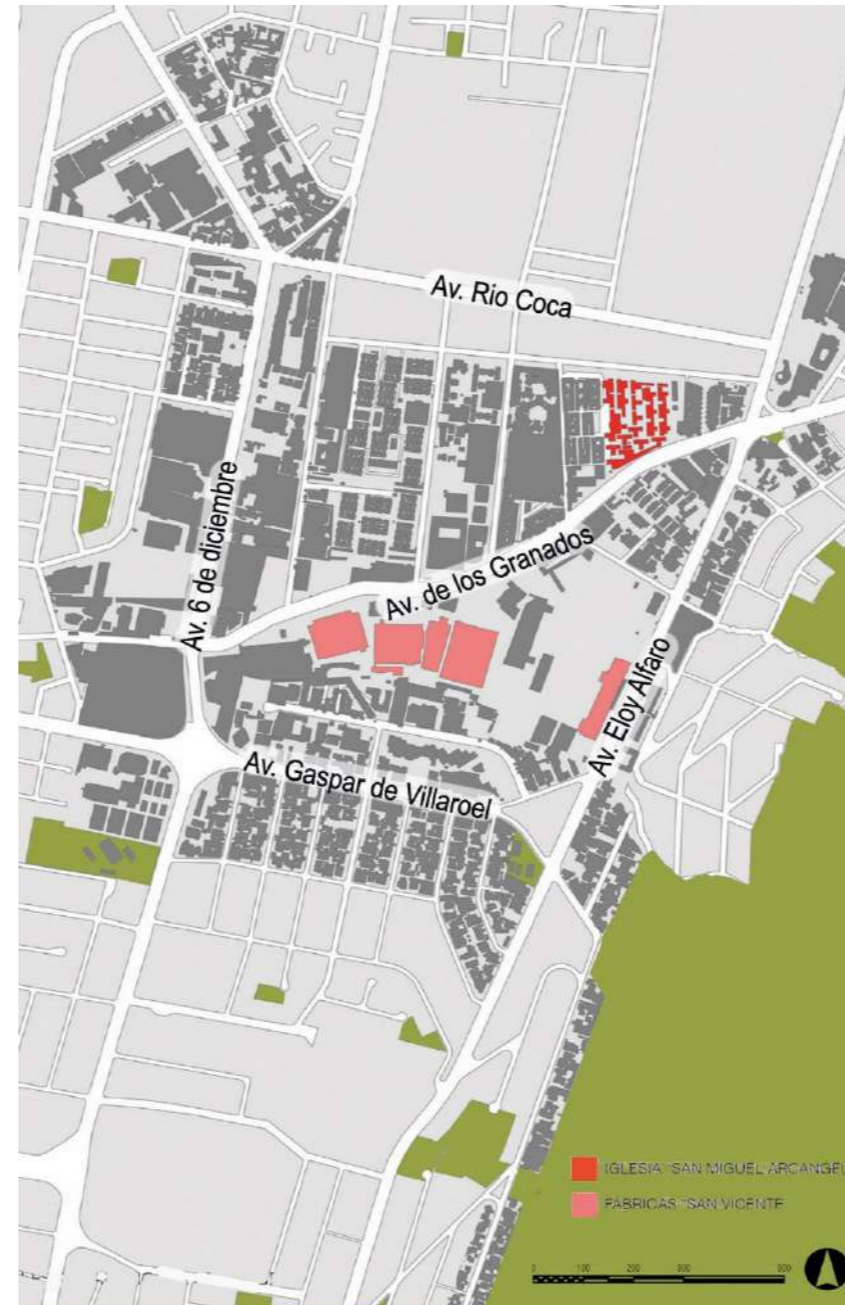 Av. Rio Coca
Av. 6 de diciembre
Av. de los Granados
Av. Eloy Alfaro
Av. Gaspar de Villaroel
IGLESIA "SAN MIGUEL ARCANGEL
FABRICAS "SAN VICENTE
0 100 200 300